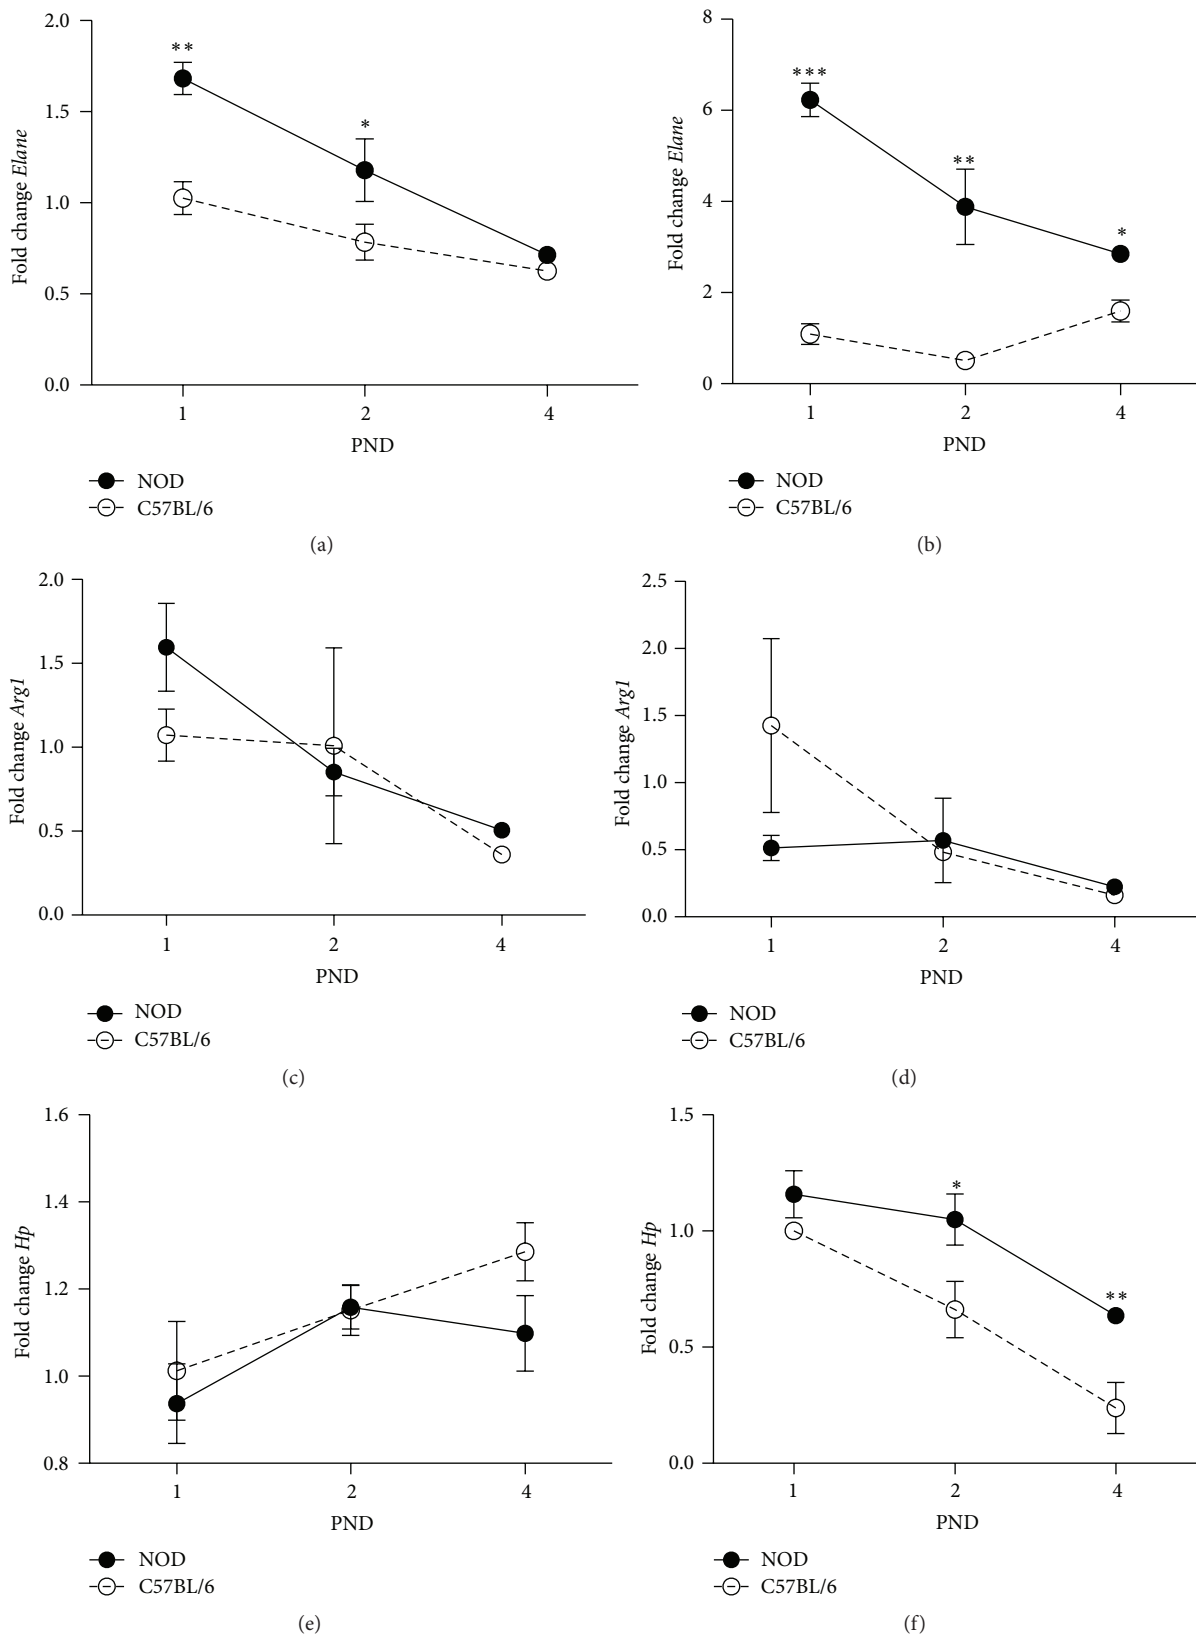 2.0
1.5
1.0
0.5
0.0
Fold change Elane
**
*
1 2 4
PND
NOD
C57BL/6
(a)
8
6
4
2
0
Fold change Elane
***
**
*
1 2 4
PND
NOD
C57BL/6
(b)
2.0
1.5
1.0
0.5
0.0
Fold change Arg1
1 2 4
PND
NOD
C57BL/6
(c)
2.5
2.0
1.5
1.0
0.5
0.0
Fold change Arg1
1 2 4
PND
NOD
C57BL/6
(d)
1.6
1.4
1.2
1.0
0.8
Fold change Hp
1 2 4
PND
NOD
C57BL/6
(e)
1.5
1.0
0.5
0.0
Fold change Hp
*
**
1 2 4
PND
NOD
C57BL/6
(f)